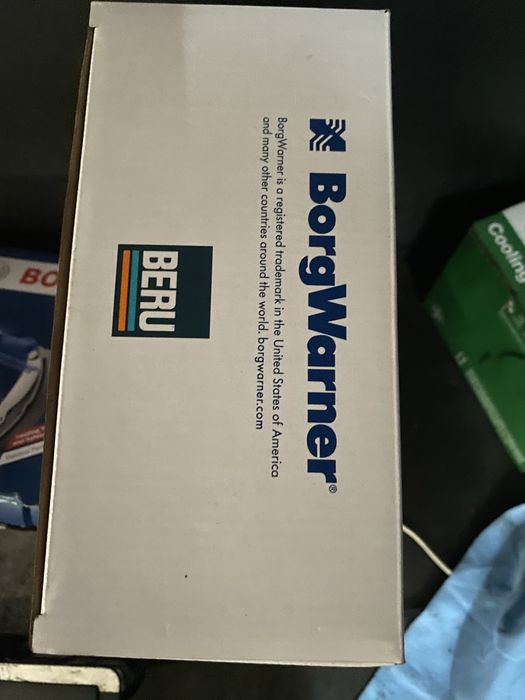 BorgWarner®
BorgWarner is a registered trademark in the United States of America
and many other countries around the world. borgwarner.com
BERU
BO
Cooling